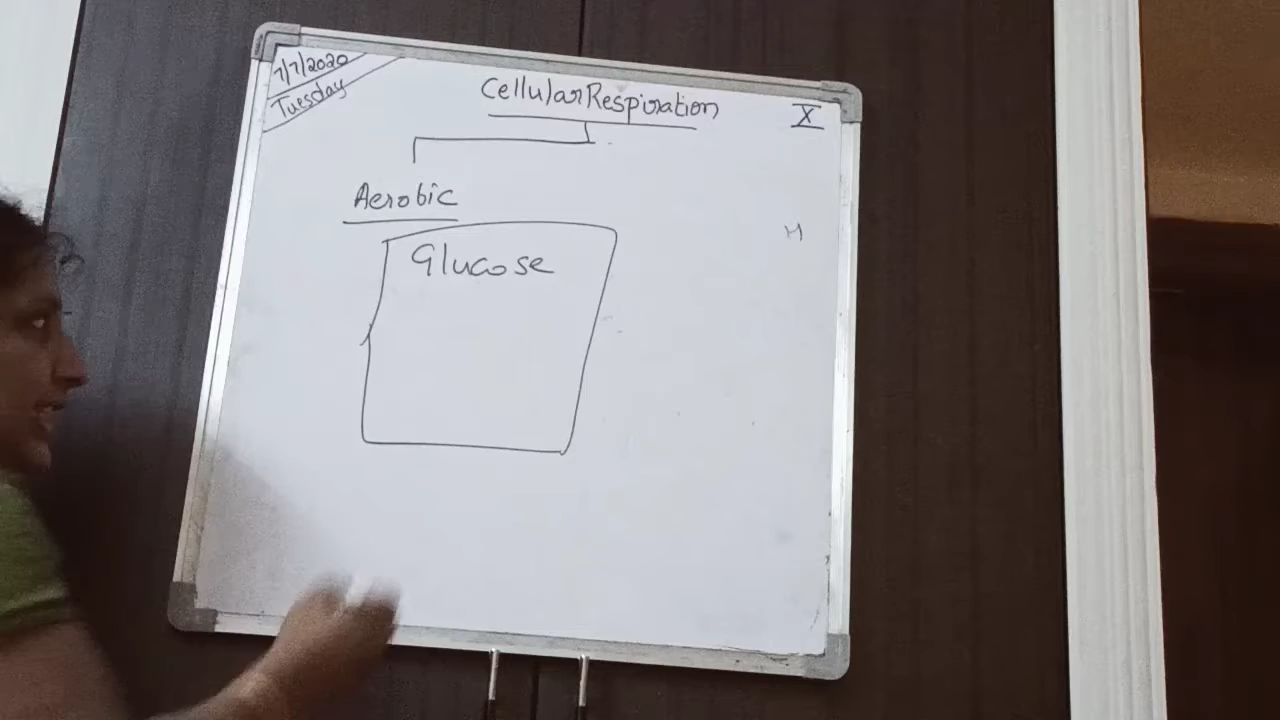 7/7/2020
Tuesday
Cellular Respiration
X
Aerobic
Glucose